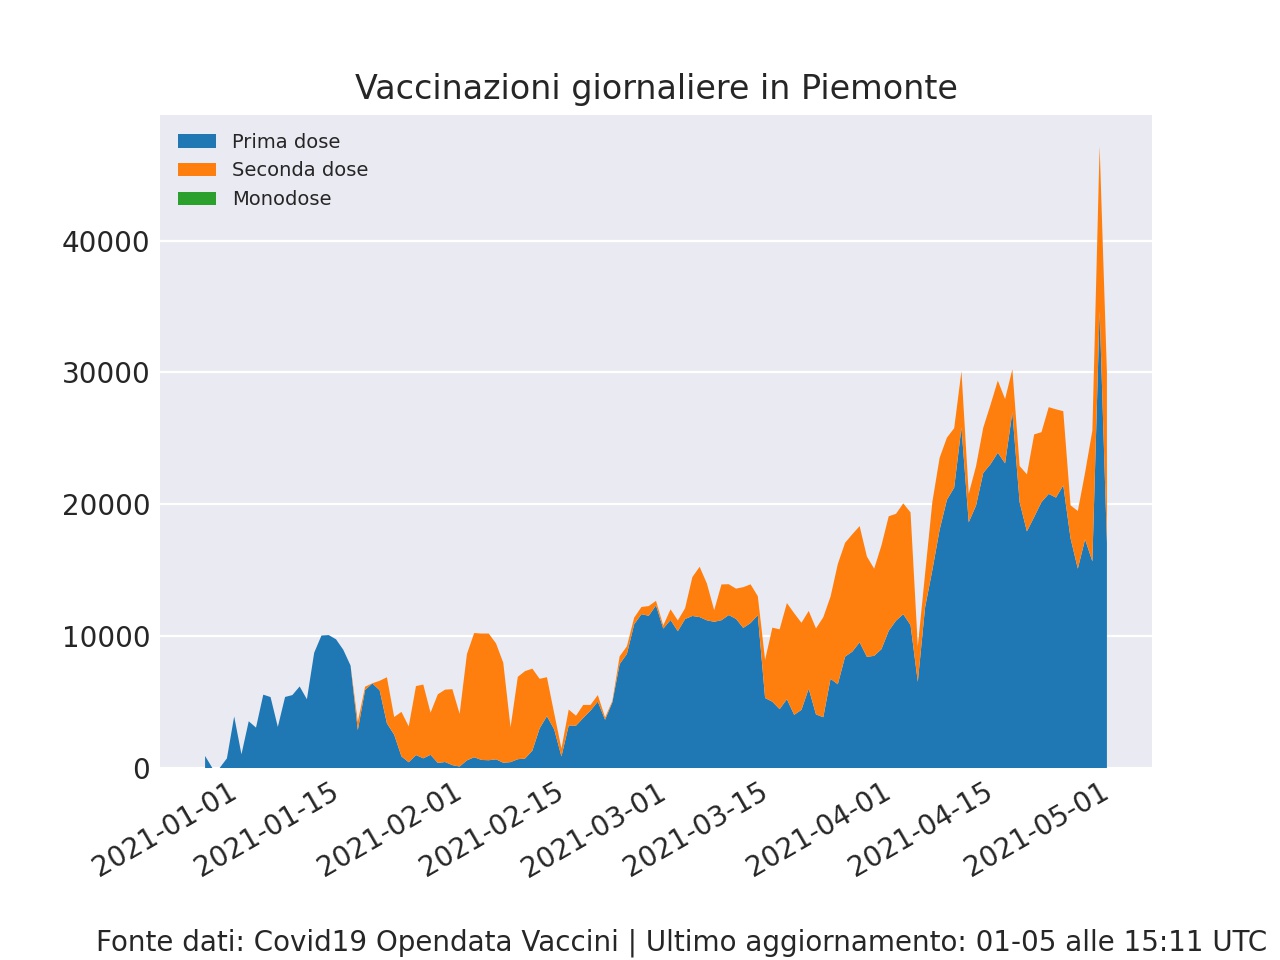 Vaccinazioni giornaliere in Piemonte
Prima dose
Seconda dose
Monodose
40000
30000
20000
10000
0
2021-01-01
2021-01-15
2021-02-01
2021-02-15
2021-03-01
2021-03-15
2021-04-01
2021-04-15
2021-05-01
Fonte dati: Covid19 Opendata Vaccini | Ultimo aggiornamento: 01-05 alle 15:11 UTC